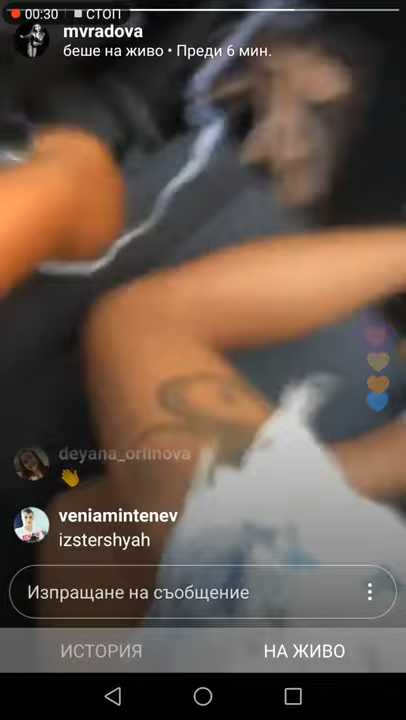 00:30 СТОП
mvradova
беше на живо • Преди 6 мин.
deyana_orlinova
👋
veniamintenev
izstershyah
Изпращане на съобщение
ИСТОРИЯ НА ЖИВО